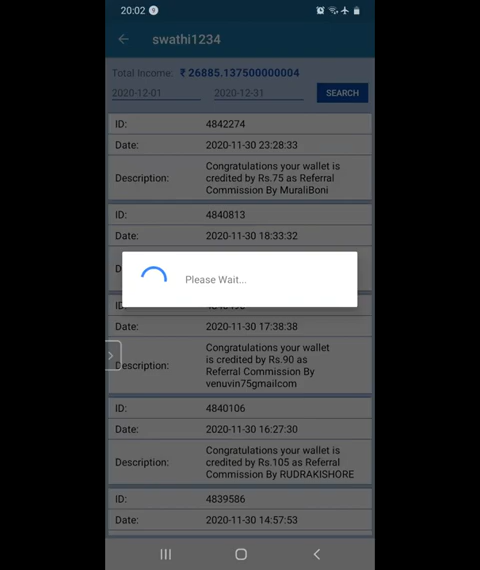 20:02
swathi1234
Total Income: ₹ 26885.137500000004
2020-12-01 2020-12-31 SEARCH
ID: 4842274
Date: 2020-11-30 23:28:33
Description: Congratulations your wallet is
credited by Rs.75 as Referral
Commission By MuraliBoni
ID: 4840813
Date: 2020-11-30 18:33:32
Please Wait...
Date: 2020-11-30 17:38:38
Description: Congratulations your wallet
is credited by Rs.90 as
Referral Commission By
venuvin75gmailcom
ID: 4840106
Date: 2020-11-30 16:27:30
Description: Congratulations your wallet is
credited by Rs.105 as Referral
Commission By RUDRAKISHORE
ID: 4839586
Date: 2020-11-30 14:57:53